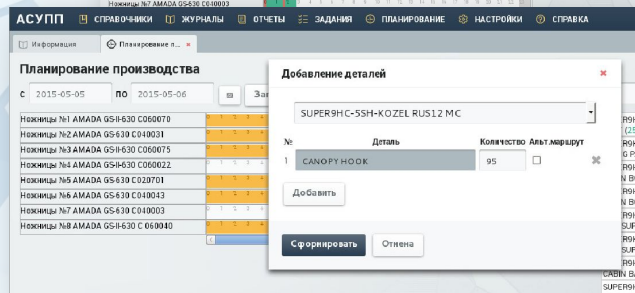 Ножницы №7 AMADA GS-630 C040003
АСУПП СПРАВОЧНИКИ ЖУРНАЛЫ ОТЧЕТЫ ЗАДАНИЯ ПЛАНИРОВАНИЕ НАСТРОЙКИ СПРАВКА
Информация Планирование п...
Планирование производства
с 2015-05-05 по 2015-05-06
Ножницы №1 AMADA GS-II-630 C060070
Ножницы №2 AMADA GS-630 C040031
Ножницы №3 AMADA GS-II-630 C060075
Ножницы №4 AMADA GS-II-630 C060022
Ножницы №5 AMADA GS-630 C020701
Ножницы №6 AMADA GS-630 C040043
Ножницы №7 AMADA GS-630 C040003
Ножницы №8 AMADA GS-II-630 C 060040
Добавление деталей
SUPER9HC-5SH-KOZEL RUS12 MC
№ Деталь Количество Альт.маршрут
1 CANOPY HOOK 95
Добавить
Сформировать Отмена
CABIN
SUPER9H